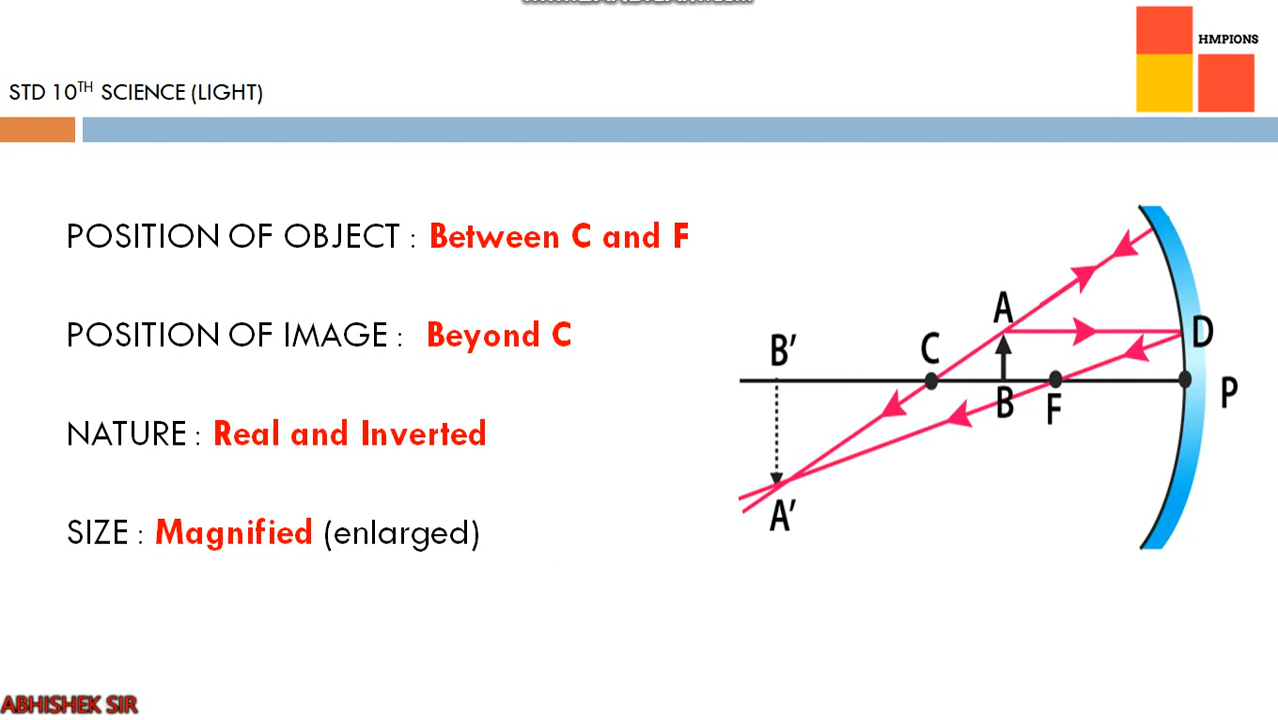 HMPIONS
STD 10TH SCIENCE (LIGHT)
POSITION OF OBJECT : Between C and F
POSITION OF IMAGE : Beyond C
NATURE : Real and Inverted
SIZE : Magnified (enlarged)
A
D
B'
C
B
F
P
A'
ABHISHEK SIR